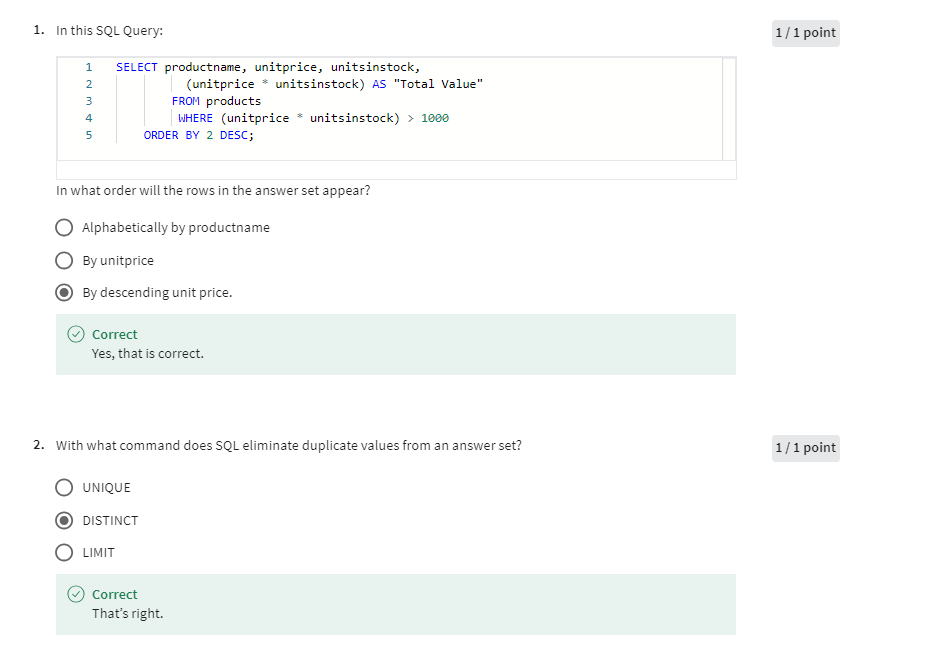 1. In this SQL Query:
1 / 1 point
1 SELECT productname, unitprice, unitsinstock,
2 (unitprice * unitsinstock) AS "Total Value"
3 FROM products
4 WHERE (unitprice * unitsinstock) > 1000
5 ORDER BY 2 DESC;
In what order will the rows in the answer set appear?
Alphabetically by productname
By unitprice
By descending unit price.
Correct
Yes, that is correct.
2. With what command does SQL eliminate duplicate values from an answer set?
1 / 1 point
UNIQUE
DISTINCT
LIMIT
Correct
That's right.